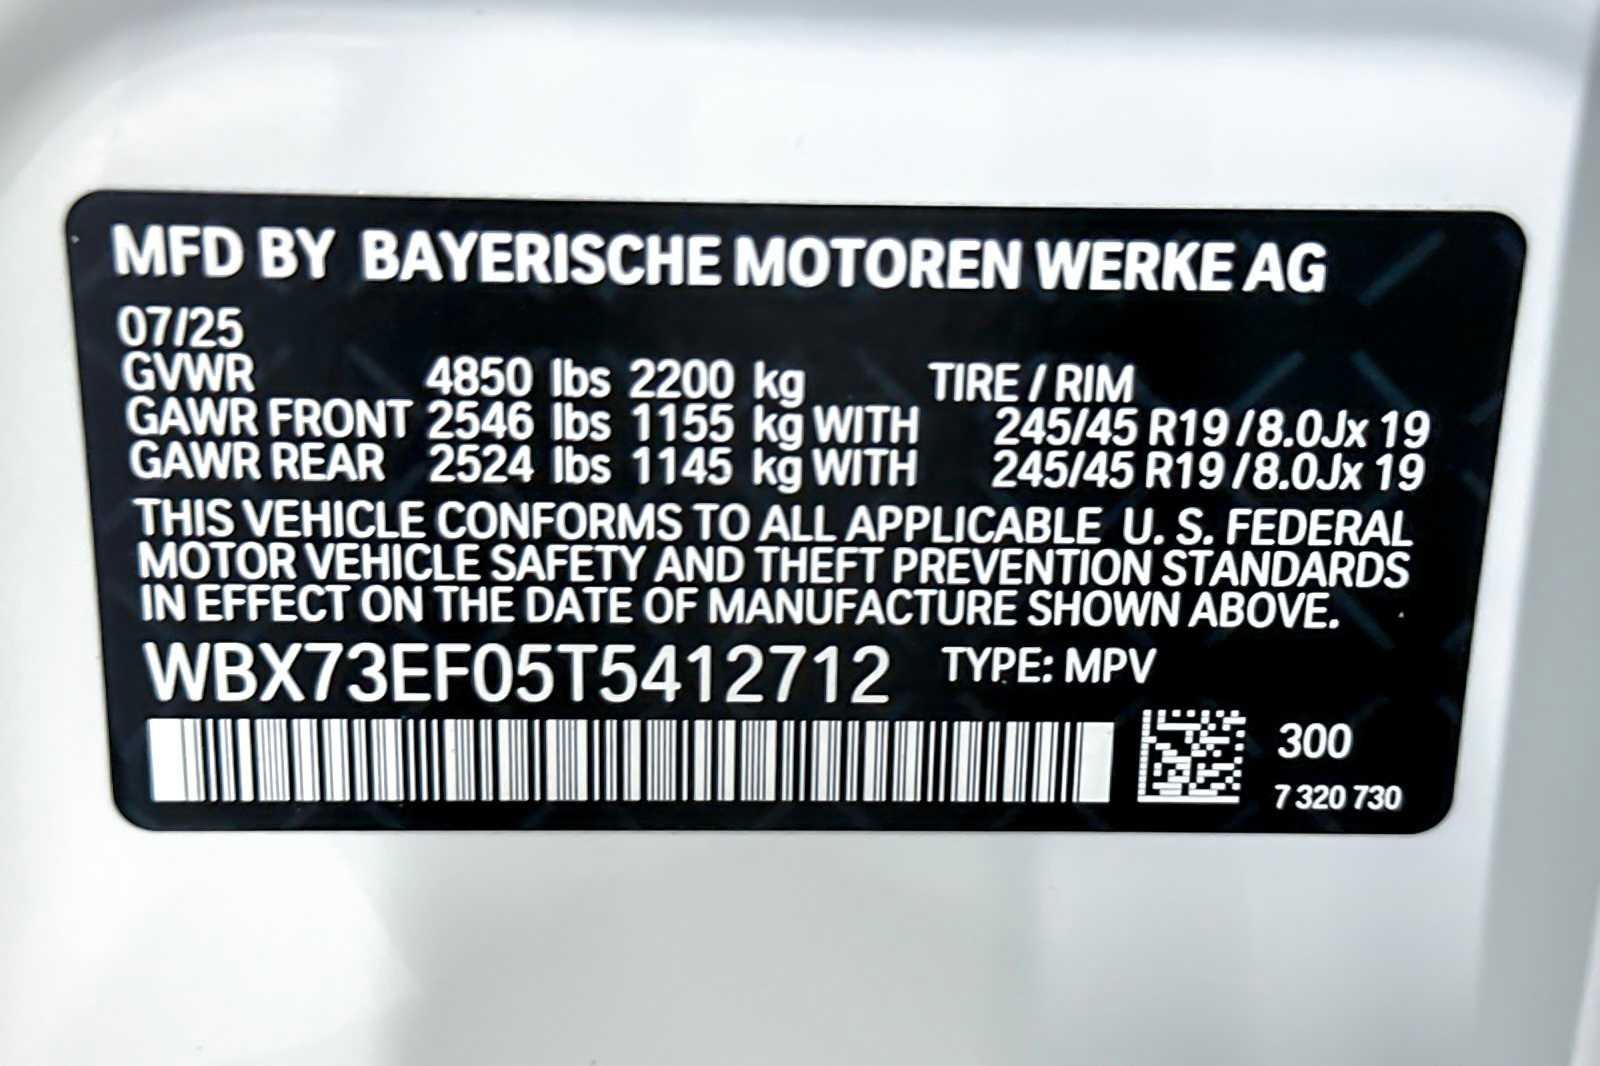 MFD BY BAYERISCHE MOTOREN WERKE AG
07/25
GVWR 4850 lbs 2200 kg TIRE / RIM
GAWR FRONT 2546 lbs 1155 kg WITH 245/45 R19 /8.0Jx 19
GAWR REAR 2524 lbs 1145 kg WITH 245/45 R19 /8.0Jx 19
THIS VEHICLE CONFORMS TO ALL APPLICABLE U. S. FEDERAL
MOTOR VEHICLE SAFETY AND THEFT PREVENTION STANDARDS
IN EFFECT ON THE DATE OF MANUFACTURE SHOWN ABOVE.
WBX73EF05T5412712 TYPE: MPV
300
7 320 730